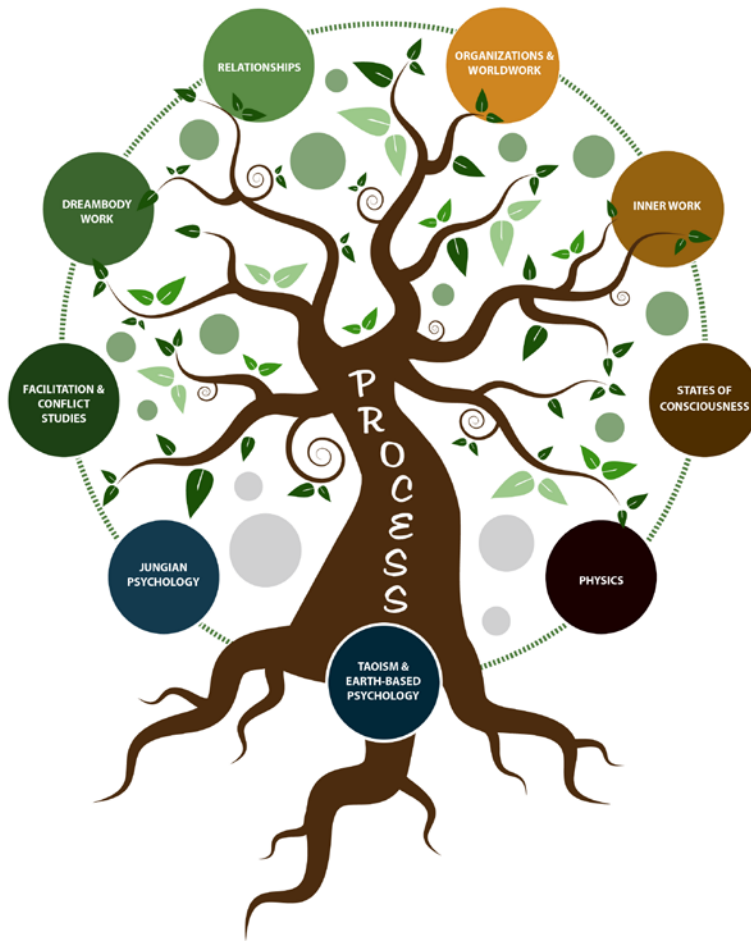 RELATIONSHIPS
ORGANIZATIONS &
WORLDWORK
DREAMBODY
WORK
INNER WORK
FACILITATION &
CONFLICT
STUDIES
STATES OF
CONSCIOUSNESS
PROCESS
JUNGIAN
PSYCHOLOGY
PHYSICS
TAOISM &
EARTH-BASED
PSYCHOLOGY